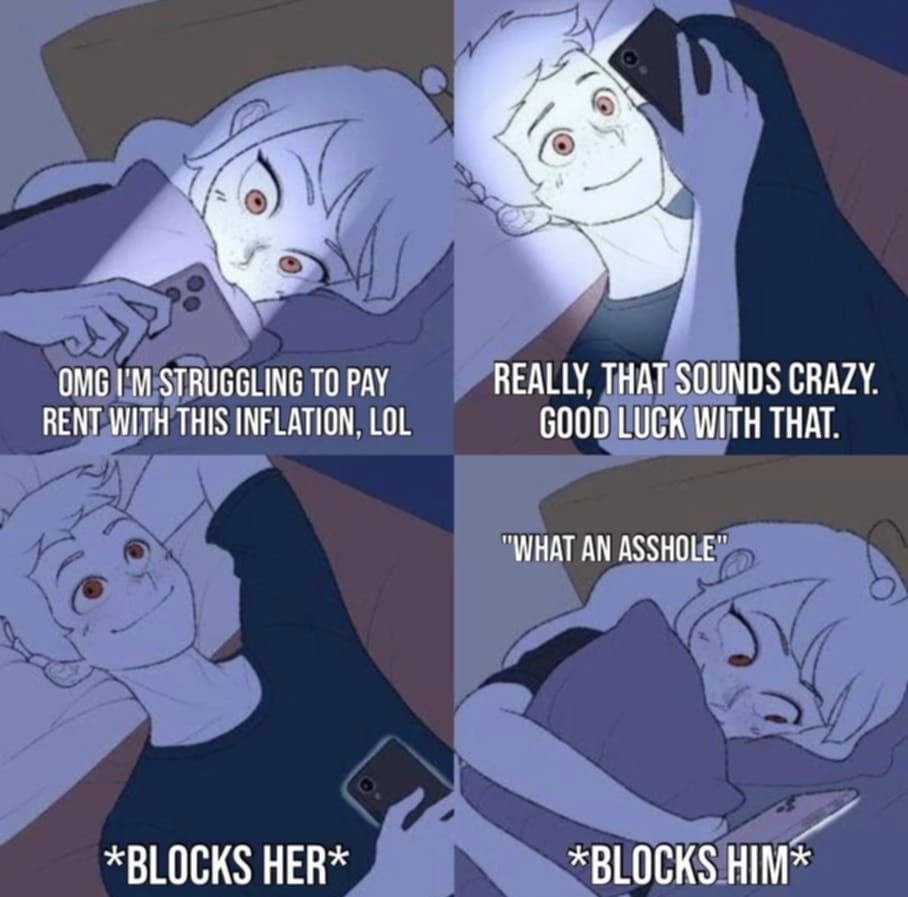 OMG I'M STRUGGLING TO PAY
RENT WITH THIS INFLATION, LOL
REALLY, THAT SOUNDS CRAZY.
GOOD LUCK WITH THAT.
*BLOCKS HER*
"WHAT AN ASSHOLE"
*BLOCKS HIM*